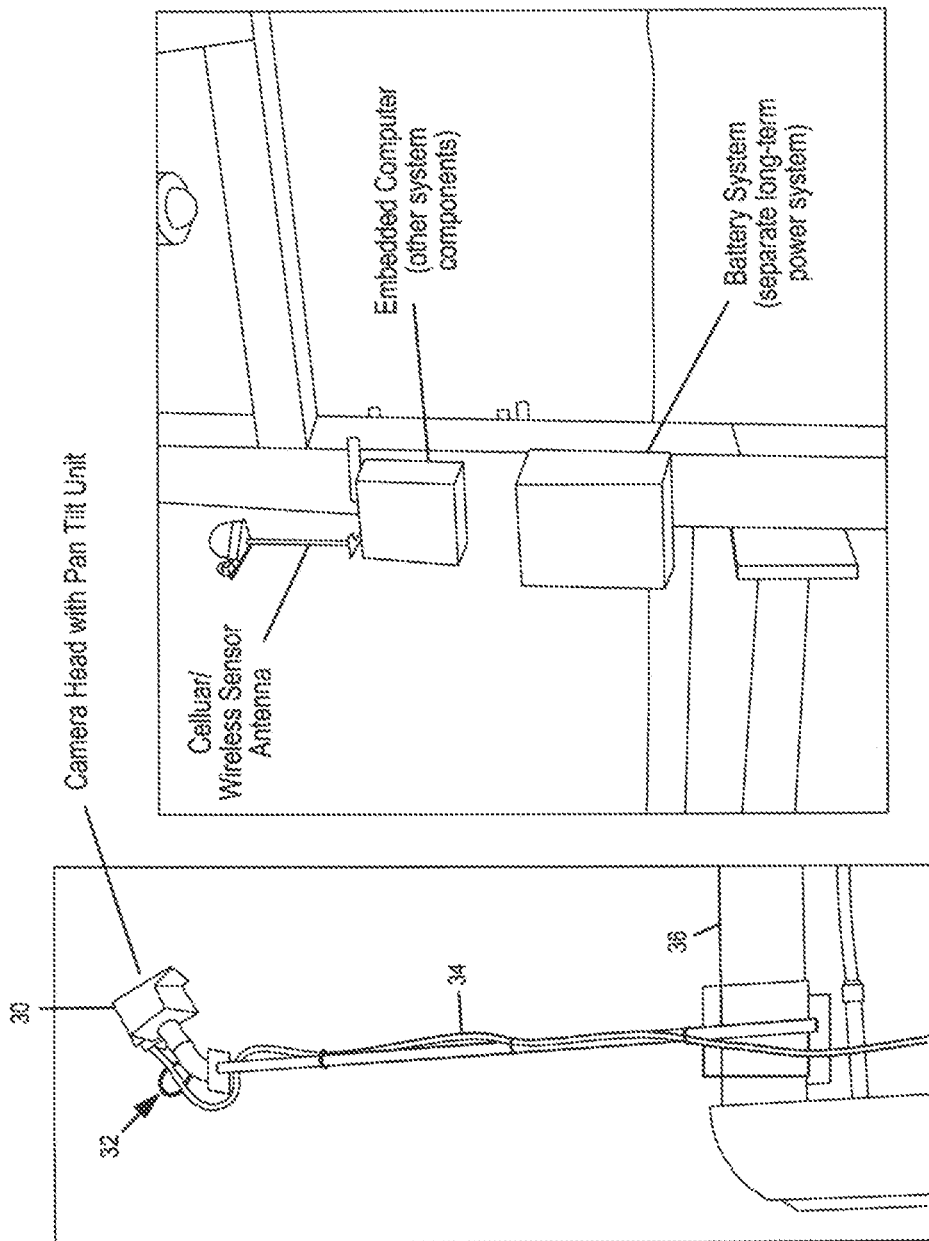 Camera Head with Pan Tilt Unit
30
32
34
36
Celluar/
Wireless Sensor
Antenna
Embedded Computer
(other system
components)
Battery System
(separate long-term
power system)